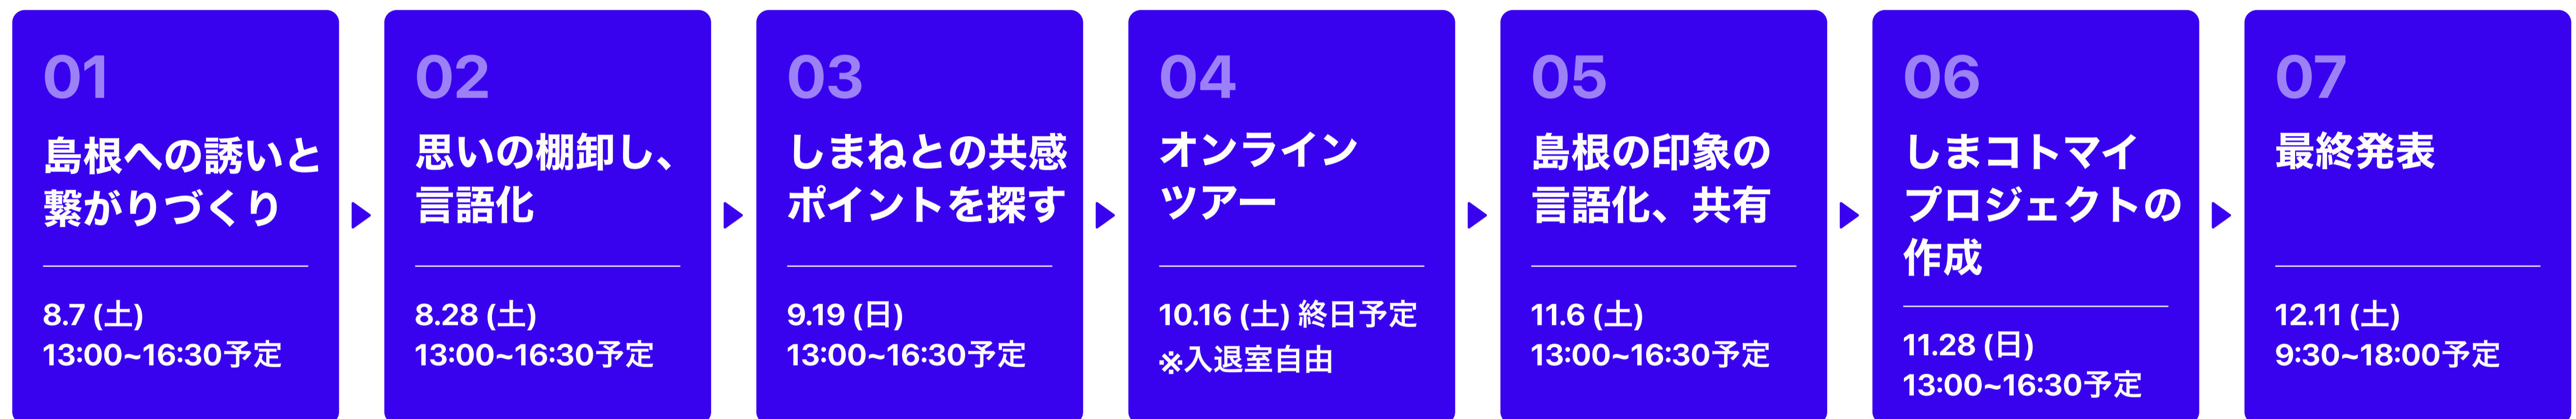 01
島根への誘いと
繋がりづくり
8.7 (土)
13:00~16:30予定
02
思いの棚卸し、
言語化
8.28 (土)
13:00~16:30予定
03
しまねとの共感
ポイントを探す
9.19 (日)
13:00~16:30予定
04
オンライン
ツアー
10.16 (土) 終日予定
※入退室自由
05
島根の印象の
言語化、共有
11.6 (土)
13:00~16:30予定
06
しまコトマイ
プロジェクトの
作成
11.28 (日)
13:00~16:30予定
07
最終発表
12.11 (土)
9:30~18:00予定